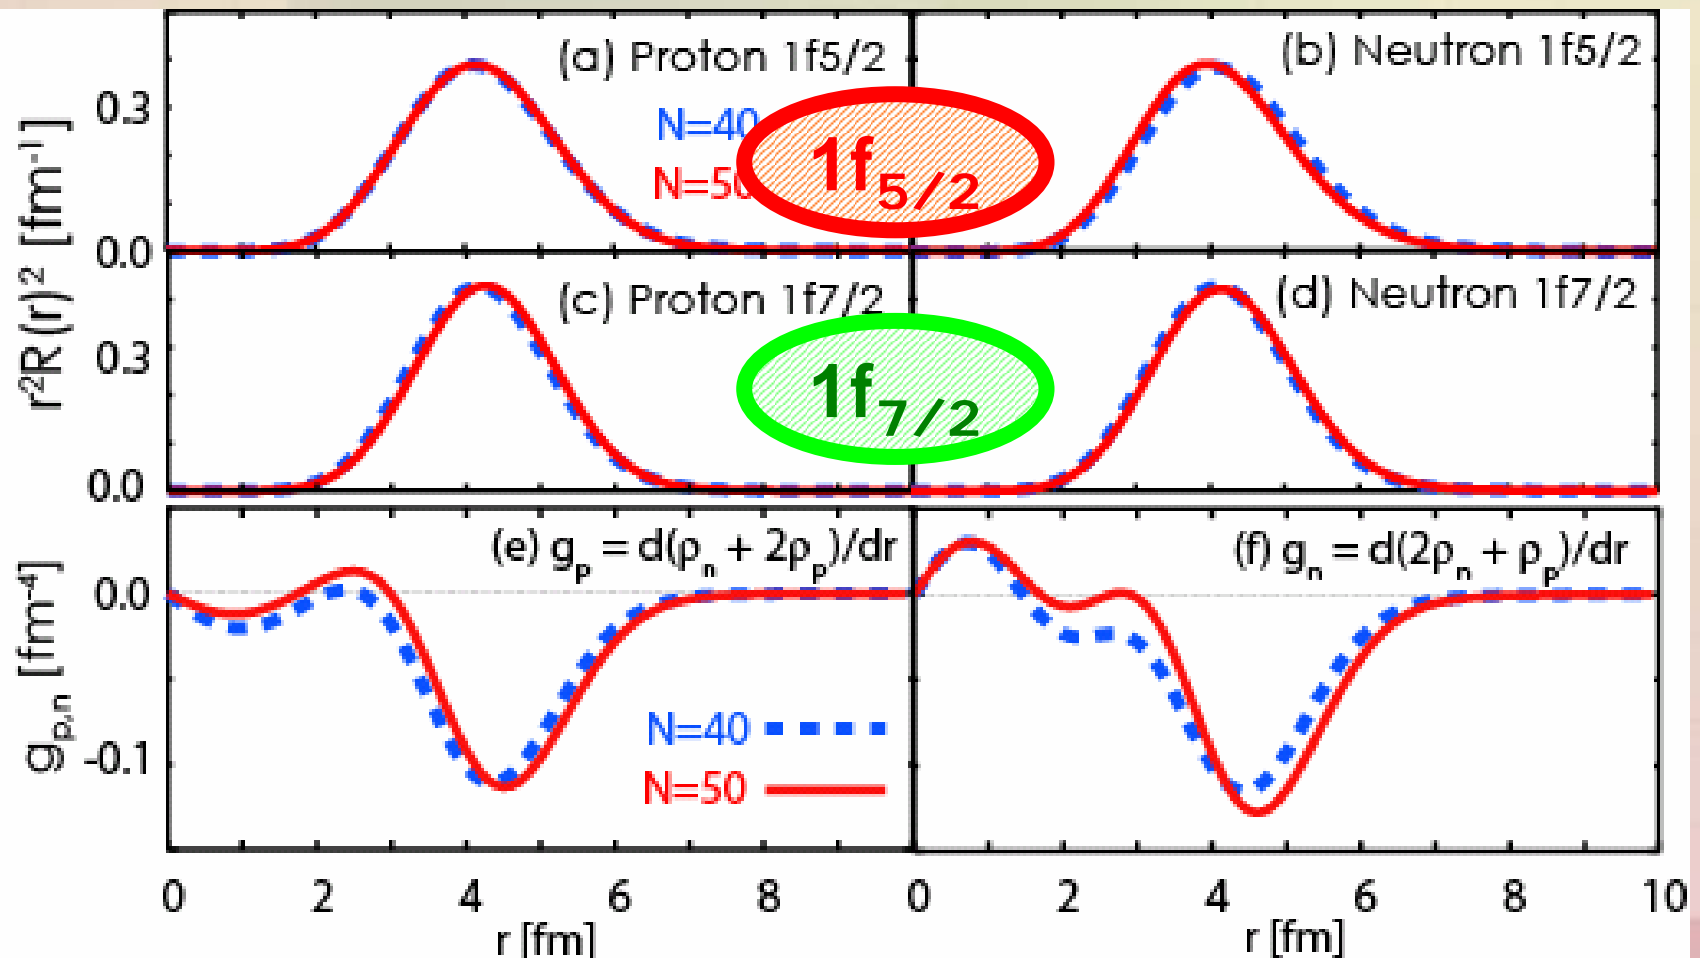 (a) Proton 1f5/2
(b) Neutron 1f5/2
0.3
N=40
N=50
1f5/2
0.0
r²R(r)² [fm⁻¹]
(c) Proton 1f7/2
(d) Neutron 1f7/2
0.3
1f7/2
0.0
(e) gp = d(ρn + 2ρp)/dr
(f) gn = d(2ρn + ρp)/dr
0.0
gp,n [fm⁻⁴]
-0.1
N=40
N=50
0 2 4 6 8 0 2 4 6 8 10
r [fm] r [fm]